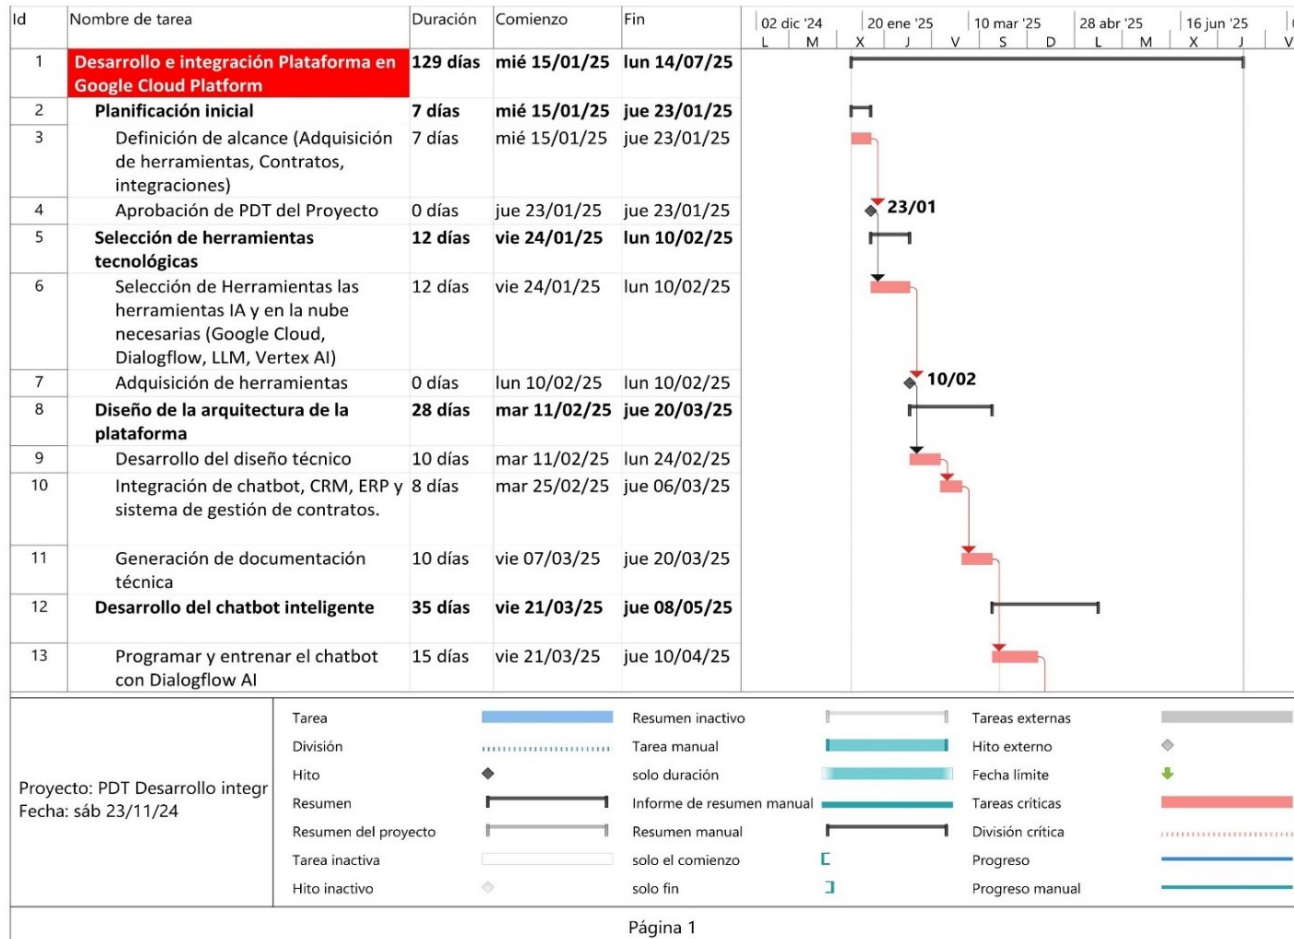 Id Nombre de tarea Duración Comienzo Fin 02 dic '24 20 ene '25 10 mar '25 28 abr '25 16 jun '25
L M X J V S D L M X J V
1 Desarrollo e integración Plataforma en 129 días mié 15/01/25 lun 14/07/25
Google Cloud Platform
2 Planificación inicial 7 días mié 15/01/25 jue 23/01/25
3 Definición de alcance (Adquisición 7 días mié 15/01/25 jue 23/01/25
de herramientas, Contratos,
integraciones)
4 Aprobación de PDT del Proyecto 0 días jue 23/01/25 jue 23/01/25 23/01
5 Selección de herramientas 12 días vie 24/01/25 lun 10/02/25
tecnológicas
6 Selección de Herramientas las 12 días vie 24/01/25 lun 10/02/25
herramientas IA y en la nube
necesarias (Google Cloud,
Dialogflow, LLM, Vertex AI)
7 Adquisición de herramientas 0 días lun 10/02/25 lun 10/02/25 10/02
8 Diseño de la arquitectura de la 28 días mar 11/02/25 jue 20/03/25
plataforma
9 Desarrollo del diseño técnico 10 días mar 11/02/25 lun 24/02/25
10 Integración de chatbot, CRM, ERP y 8 días mar 25/02/25 jue 06/03/25
sistema de gestión de contratos.
11 Generación de documentación 10 días vie 07/03/25 jue 20/03/25
técnica
12 Desarrollo del chatbot inteligente 35 días vie 21/03/25 jue 08/05/25
13 Programar y entrenar el chatbot 15 días vie 21/03/25 jue 10/04/25
con Dialogflow AI
Proyecto: PDT Desarrollo integr
Fecha: sáb 23/11/24
Tarea Resumen inactivo Tareas externas
División Tarea manual Hito externo
Hito solo duración Fecha límite
Resumen Informe de resumen manual Tareas críticas
Resumen del proyecto Resumen manual División crítica
Tarea inactiva solo el comienzo Progreso
Hito inactivo solo fin Progreso manual
Página 1